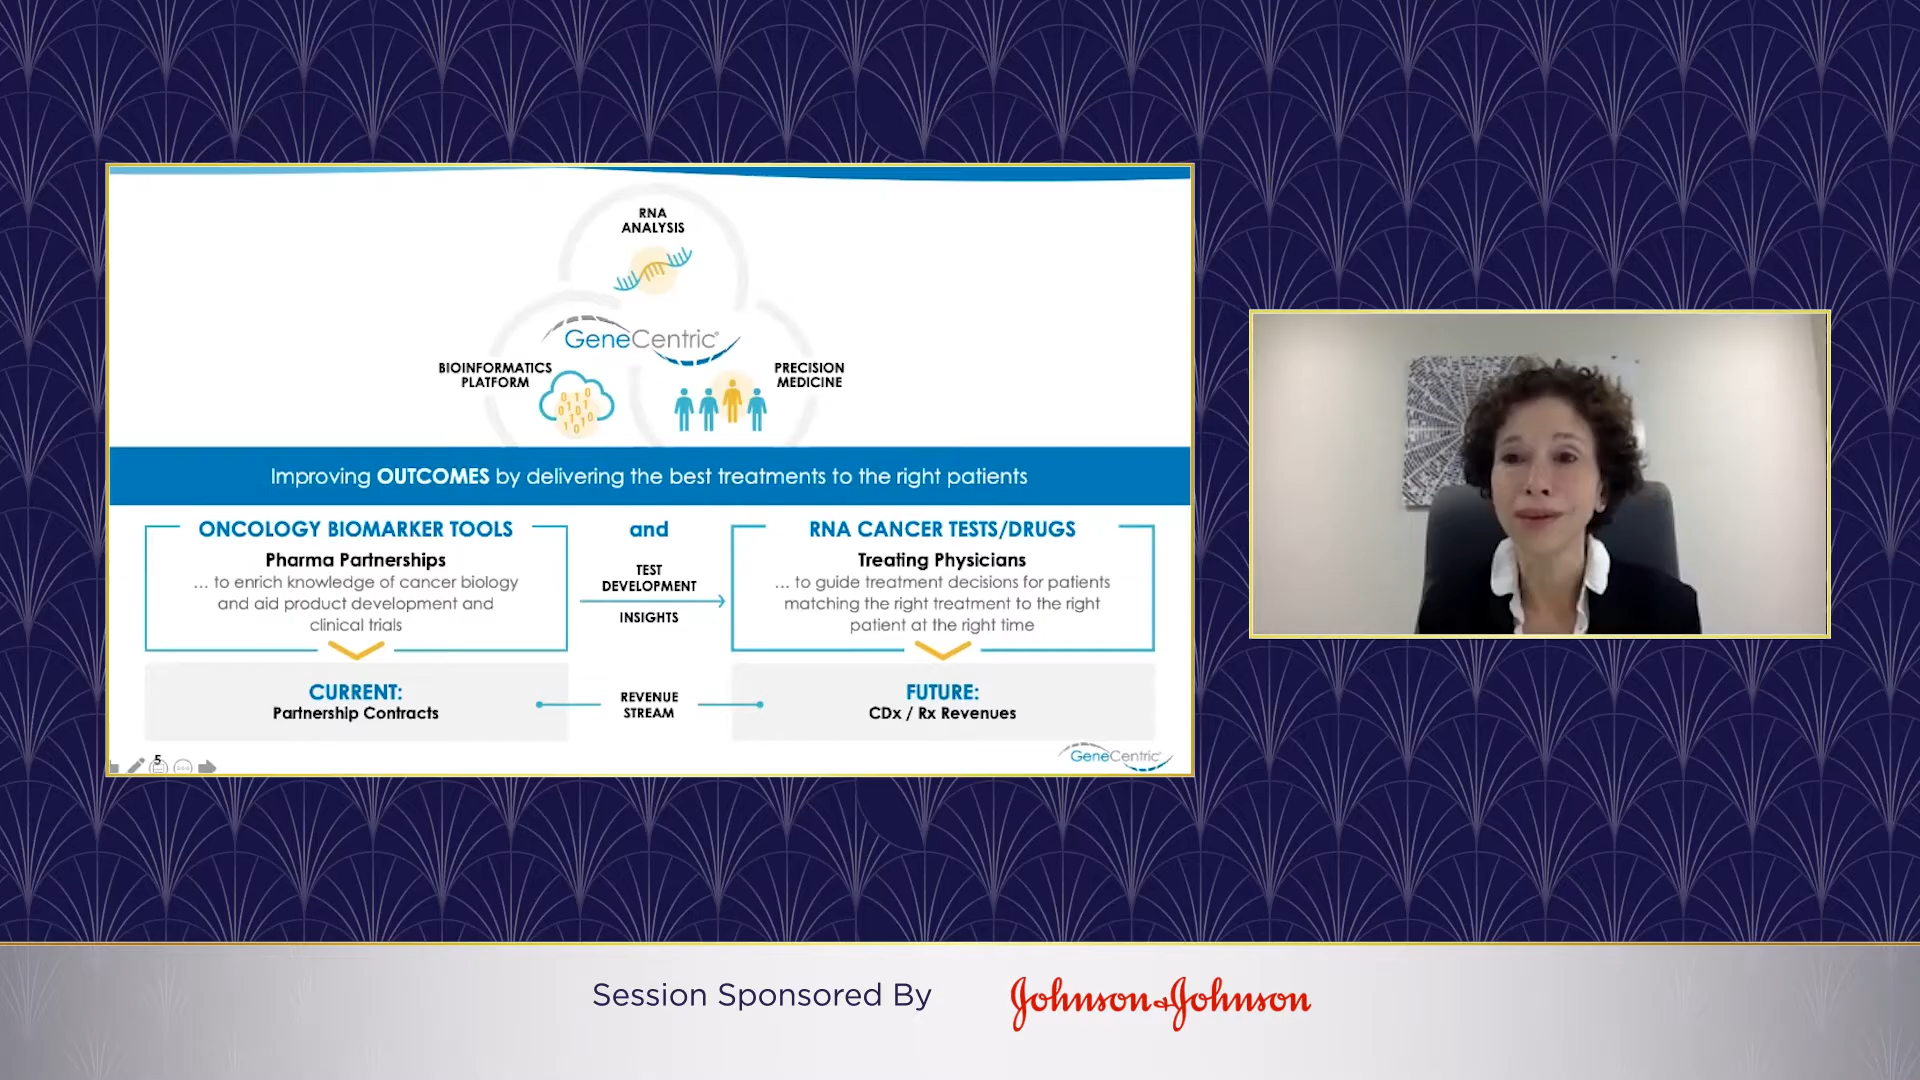 RNA
ANALYSIS
GeneCentric®
BIOINFORMATICS
PLATFORM
PRECISION
MEDICINE
Improving OUTCOMES by delivering the best treatments to the right patients
ONCOLOGY BIOMARKER TOOLS
Pharma Partnerships
... to enrich knowledge of cancer biology
and aid product development and
clinical trials
and
TEST
DEVELOPMENT
INSIGHTS
RNA CANCER TESTS/DRUGS
Treating Physicians
... to guide treatment decisions for patients
matching the right treatment to the right
patient at the right time
CURRENT:
Partnership Contracts
REVENUE
STREAM
FUTURE:
CDx / Rx Revenues
5
GeneCentric
Session Sponsored By
Johnson & Johnson